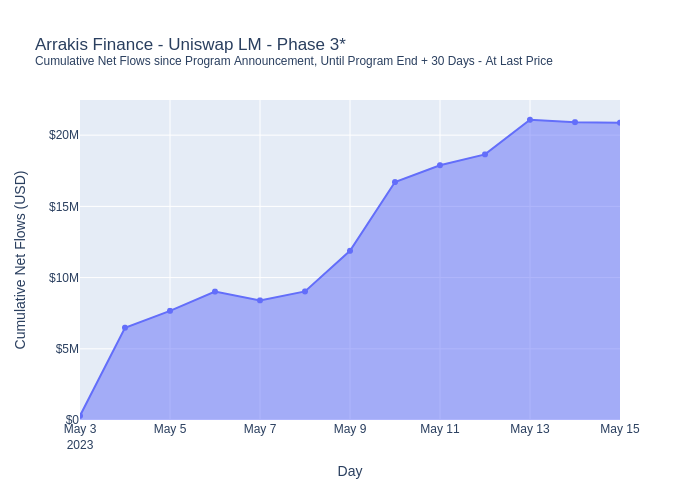 Arrakis Finance - Uniswap LM - Phase 3*
Cumulative Net Flows since Program Announcement, Until Program End + 30 Days - At Last Price
Cumulative Net Flows (USD)
$20M
$15M
$10M
$5M
$0
May 3 May 5 May 7 May 9 May 11 May 13 May 15
2023
Day